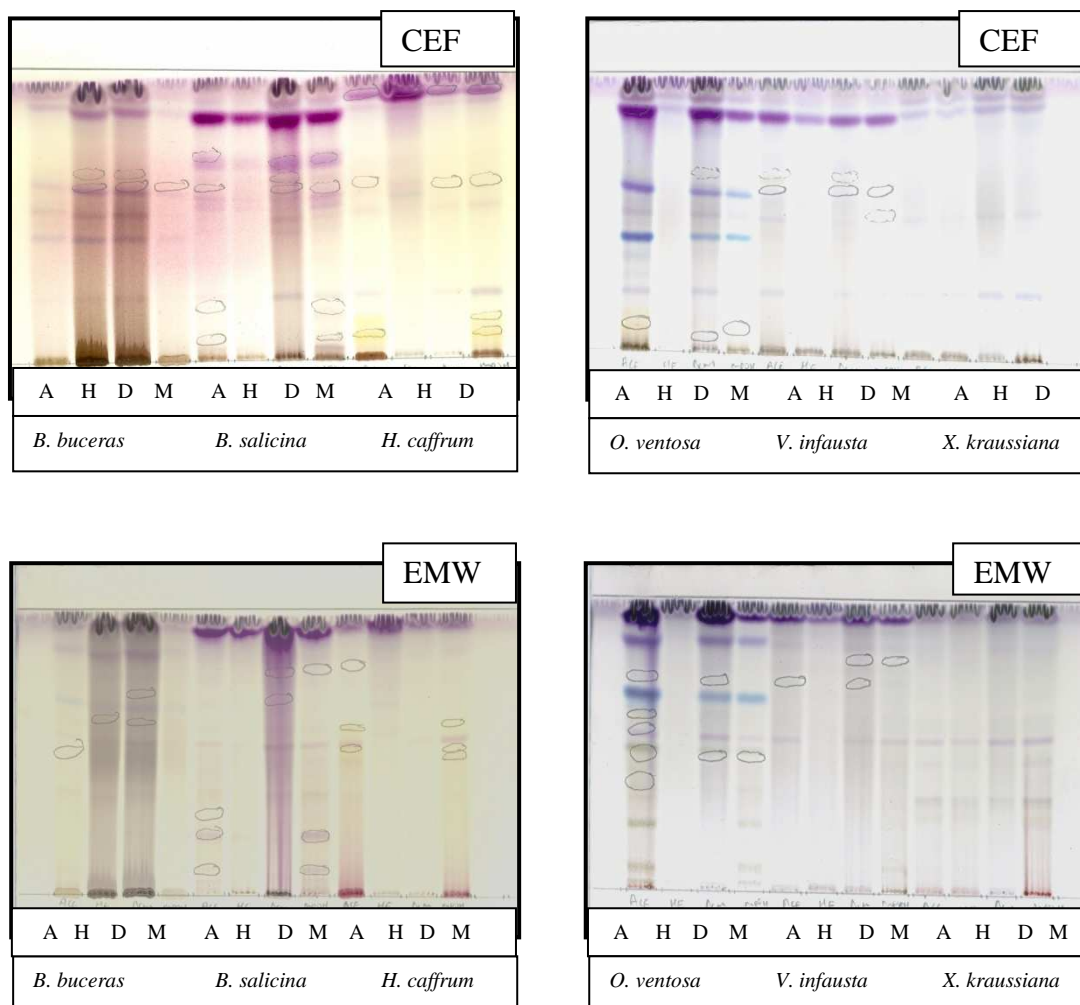 CEF
A H D M A H D M A H D
B. buceras B. salicina H. caffrum
CEF
A H D M A H D M A H D
O. ventosa V. infausta X. kraussiana
EMW
A H D M A H D M A H D M
B. buceras B. salicina H. caffrum
EMW
A H D M A H D M A H D M
O. ventosa V. infausta X. kraussiana